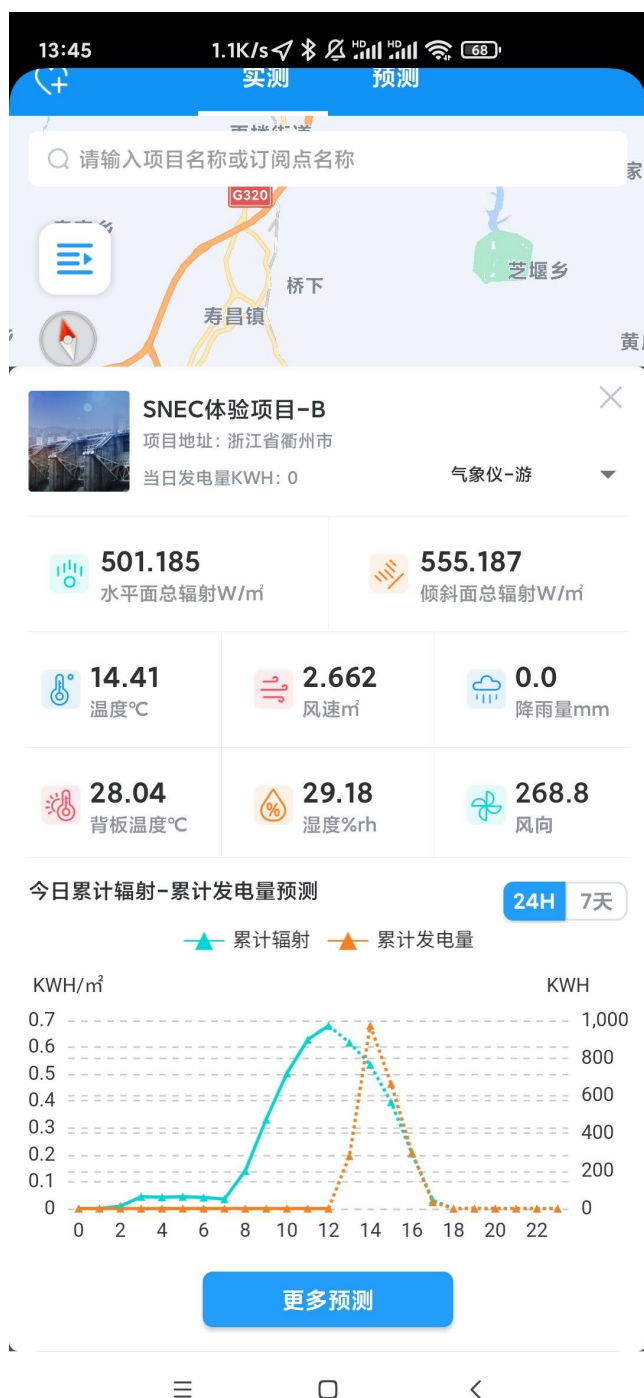 13:45 1.1K/s HD HD 68
实测 预测
请输入项目名称或订阅点名称
家
G320
芝堰乡
桥下
寿昌镇
黄
SNEC体验项目-B
项目地址: 浙江省衢州市
当日发电量KWH: 0 气象仪-游
501.185 555.187
水平面总辐射W/㎡ 倾斜面总辐射W/㎡
14.41 2.662 0.0
温度℃ 风速㎡ 降雨量mm
28.04 29.18 268.8
背板温度℃ 湿度%rh 风向
今日累计辐射-累计发电量预测 24H 7天
累计辐射 累计发电量
KWH/㎡ KWH
0.7 1,000
0.6
800
0.5
0.4 600
0.3 400
0.2
200
0.1
0 0
0 2 4 6 8 10 12 14 16 18 20 22
更多预测